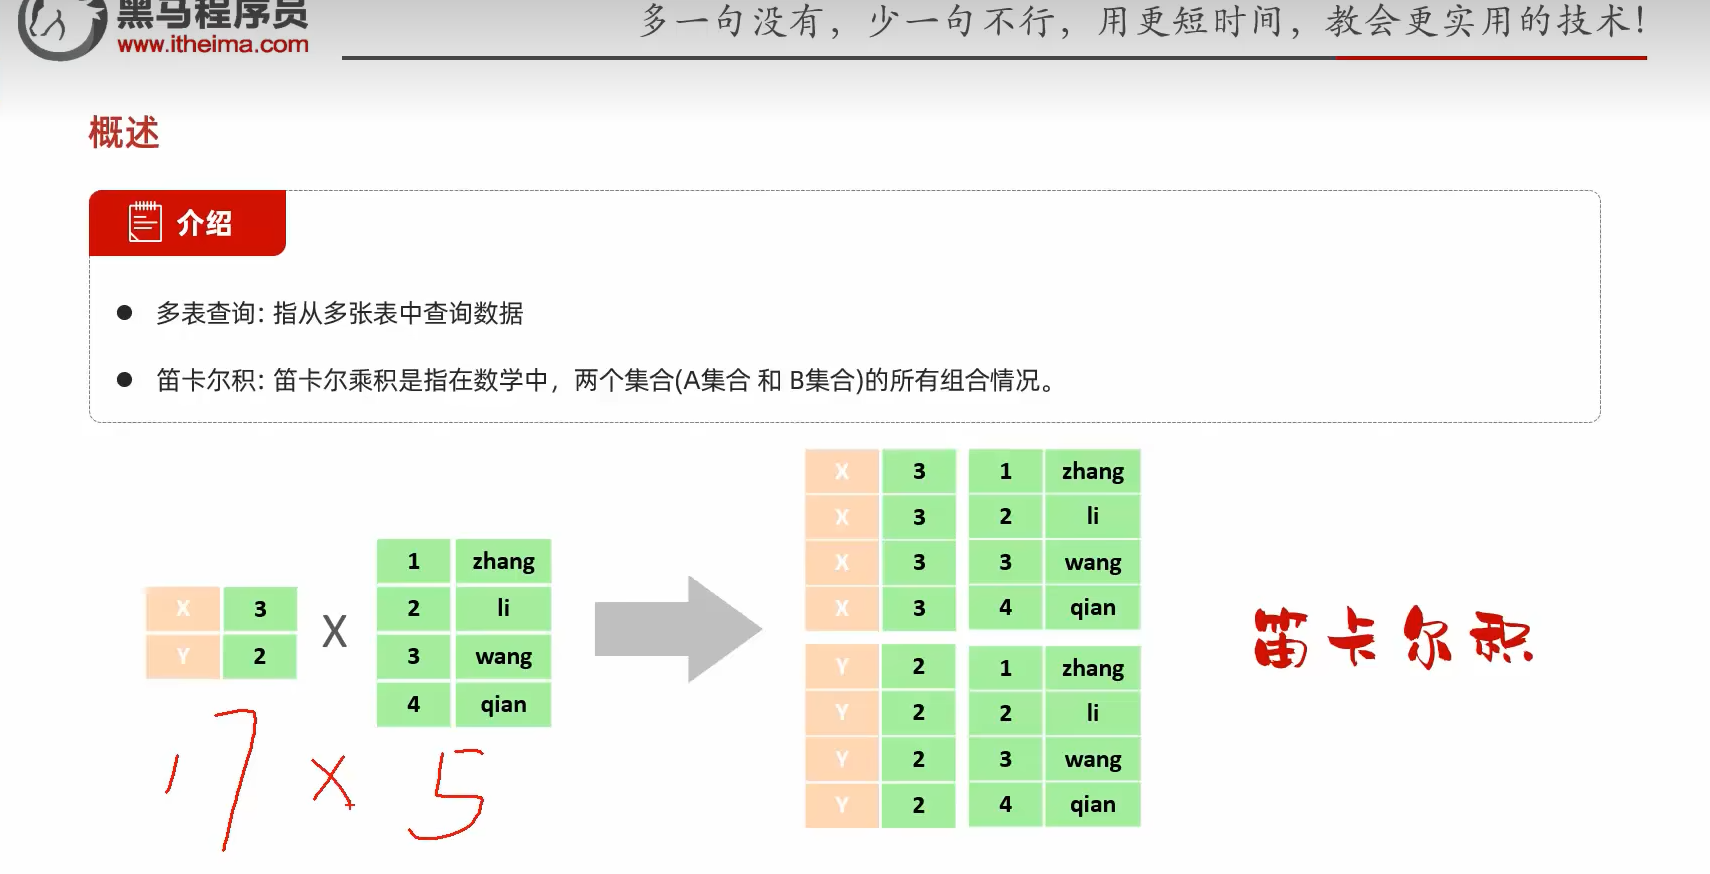 黑马程序员
www.itheima.com
多一句没有，少一句不行，用更短时间，教会更实用的技术！
概述
介绍
● 多表查询：指从多张表中查询数据
● 笛卡尔积：笛卡尔乘积是指在数学中，两个集合(A集合 和 B集合)的所有组合情况。
X 3
Y 2
X
1 zhang
2 li
3 wang
4 qian
X 3 1 zhang
X 3 2 li
X 3 3 wang
X 3 4 qian
Y 2 1 zhang
Y 2 2 li
Y 2 3 wang
Y 2 4 qian
笛卡尔积
17 × 5